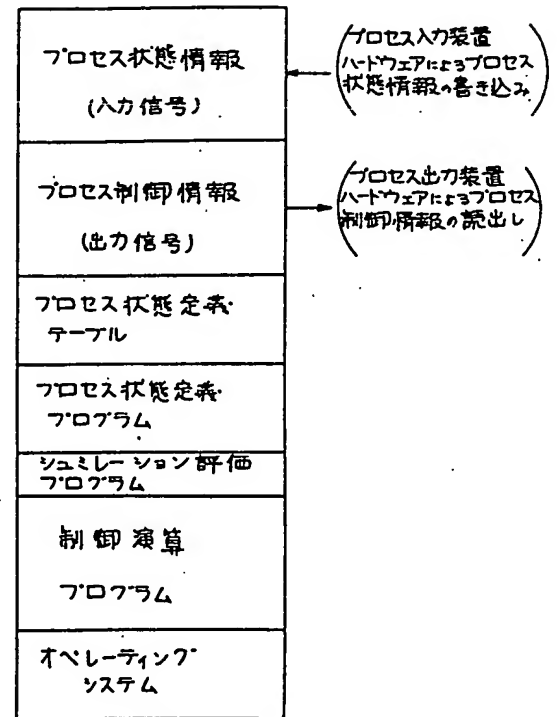 プロセス状態情報
(入力信号)
(プロセス入力装置
ハードウェアによるプロセス
状態情報の書き込み)
プロセス制御情報
(出力信号)
(プロセス出力装置
ハードウェアによるプロセス
制御情報の読出し)
プロセス状態定義
テーブル
プロセス状態定義
プログラム
シュミレーション評価
プログラム
制御演算
プログラム
オペレーティング
システム